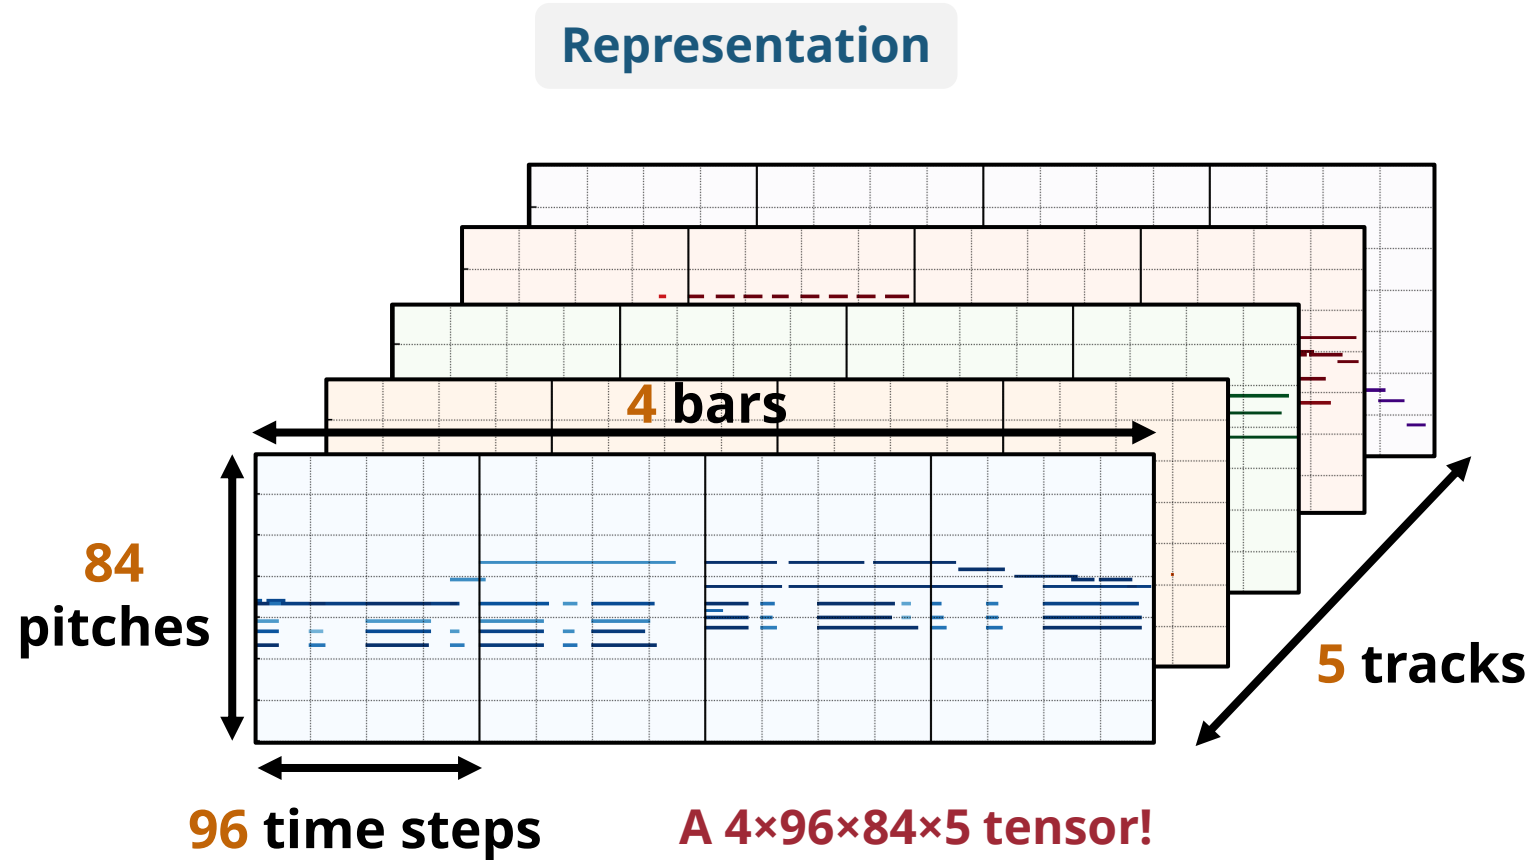 Representation
4 bars
84
pitches
5 tracks
96 time steps
A 4×96×84×5 tensor!